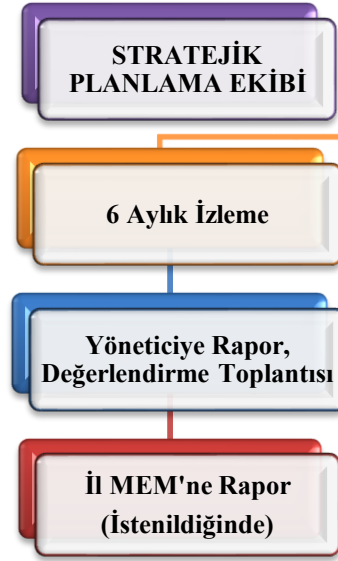 STRATEJİK
PLANLAMA EKİBİ
6 Aylık İzleme
Yöneticiye Rapor,
Değerlendirme Toplantısı
İl MEM'ne Rapor
(İstenildiğinde)